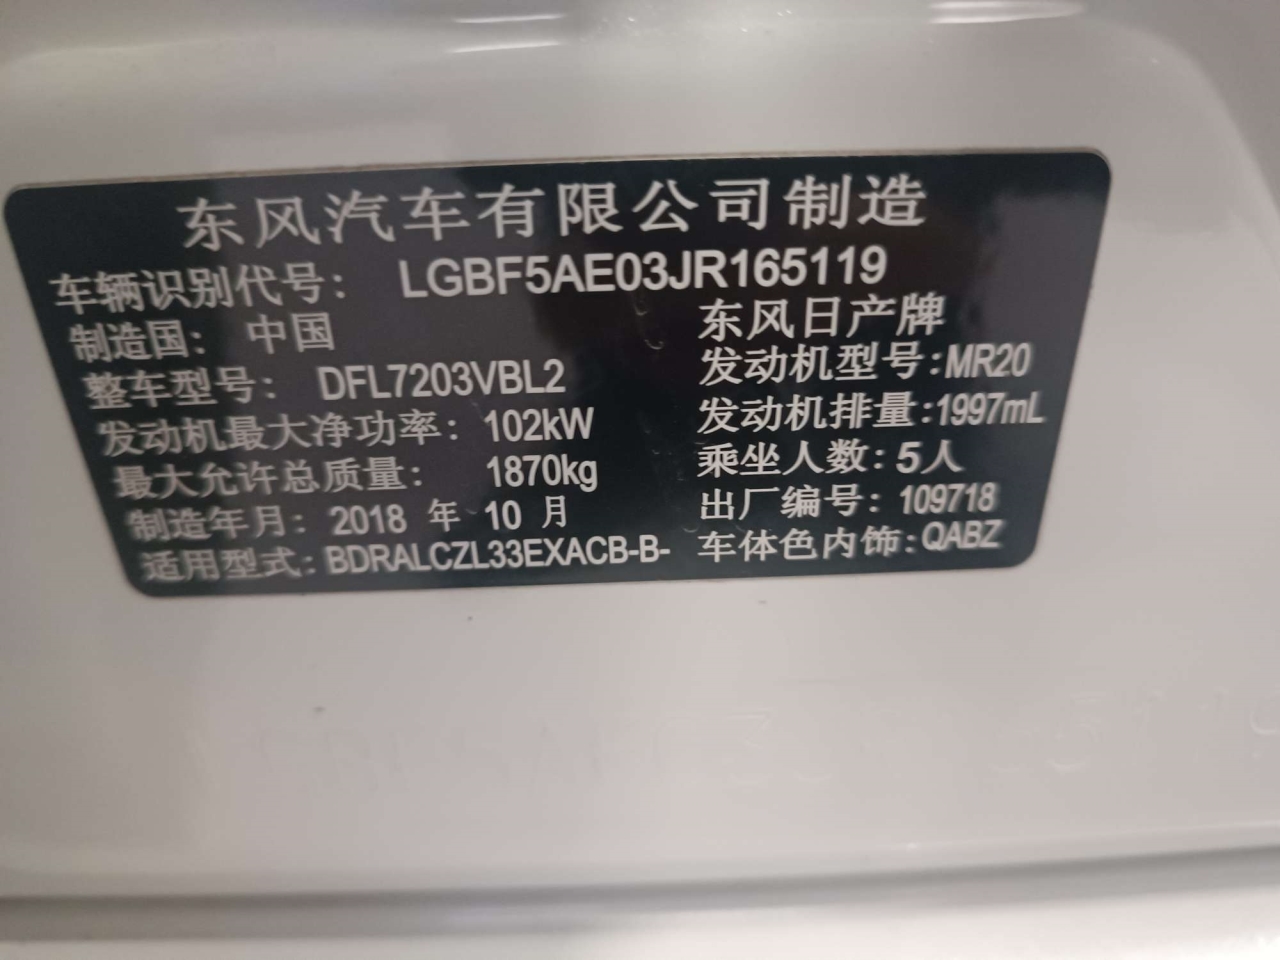 东风汽车有限公司制造
车辆识别代号： LGBF5AE03JR165119
制造国： 中国 东风日产牌
整车型号： DFL7203VBL2 发动机型号:MR20
发动机最大净功率： 102kW 发动机排量:1997mL
最大允许总质量： 1870kg 乘坐人数: 5人
制造年月: 2018 年 10 月 出厂编号: 109718
适用型式: BDRALCZL33EXACB-B- 车体色内饰:QABZ